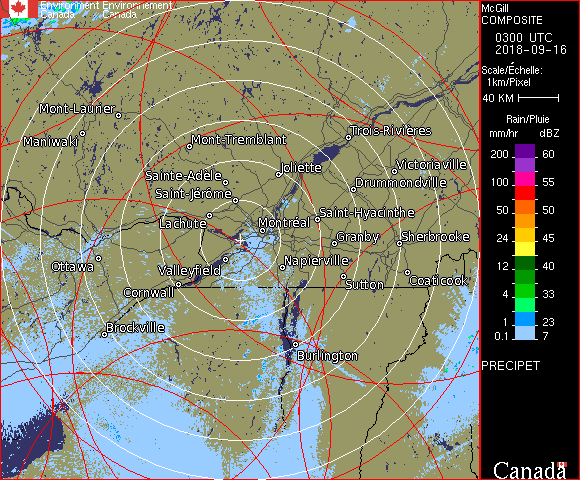 Environment Environnement
Canada Canada
McGill
COMPOSITE
0300 UTC
2018-09-16
Scale/Échelle:
1km/Pixel
40 KM
Rain/Pluie
mm/hr dBZ
200 60
100 55
50 50
24 45
12 40
4 33
1 23
0.1 7
PRECIPET
Canada
Mont-Laurier
Maniwaki
Mont-Tremblant
Trois-Rivières
Sainte-Adèle
Joliette
Victoriaville
Saint-Jérôme
Drummondville
Lachute
Montréal
Saint-Hyacinthe
Granby
Sherbrooke
Ottawa
Valleyfield
Napierville
Cornwall
Sutton
Coaticook
Brockville
Burlington